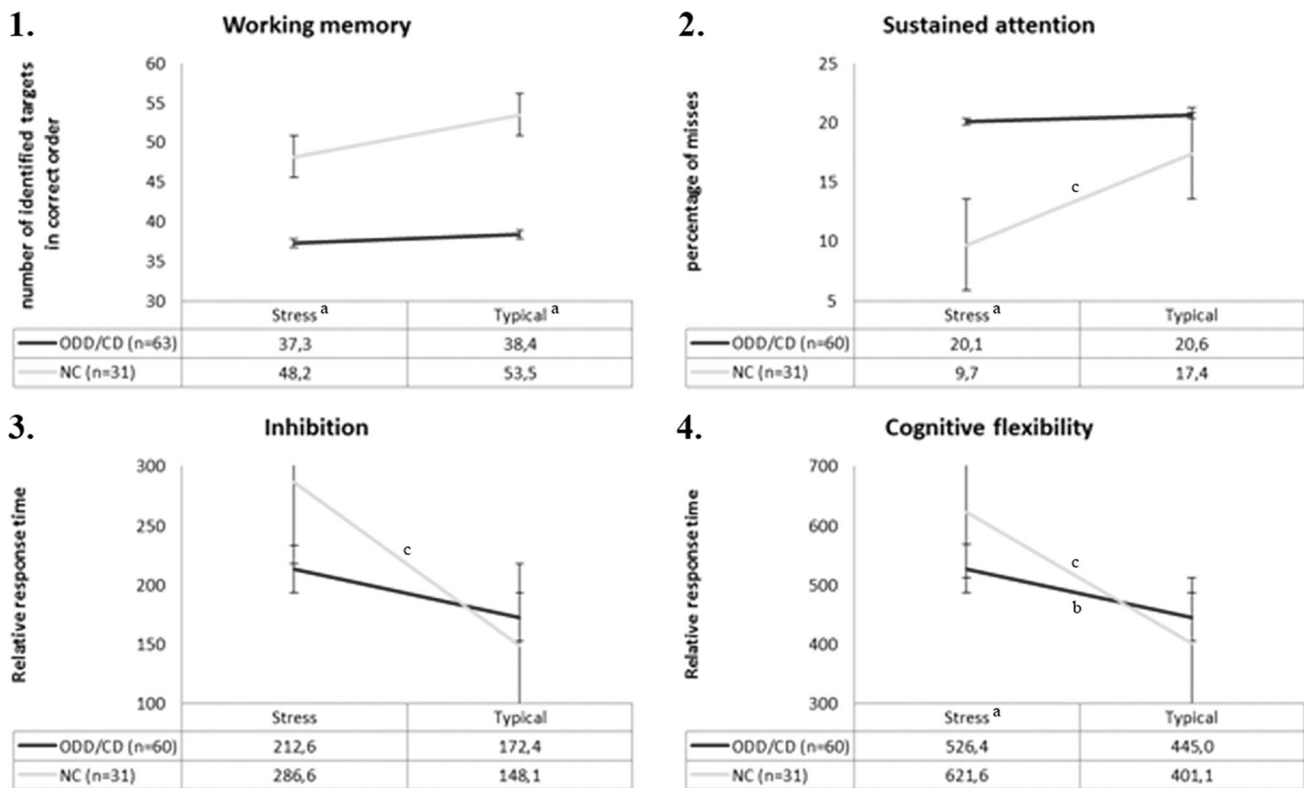 1. Working memory
number of identified targets
in correct order
60
55
50
45
40
35
30
Stress a Typical a
ODD/CD (n=63) 37,3 38,4
NC (n=31) 48,2 53,5
2. Sustained attention
percentage of misses
25
20
15
10
5
c
Stress a Typical
ODD/CD (n=60) 20,1 20,6
NC (n=31) 9,7 17,4
3. Inhibition
Relative response time
300
250
200
150
100
c
Stress Typical
ODD/CD (n=60) 212,6 172,4
NC (n=31) 286,6 148,1
4. Cognitive flexibility
Relative response time
700
600
500
400
300
c
b
Stress a Typical
ODD/CD (n=60) 526,4 445,0
NC (n=31) 621,6 401,1